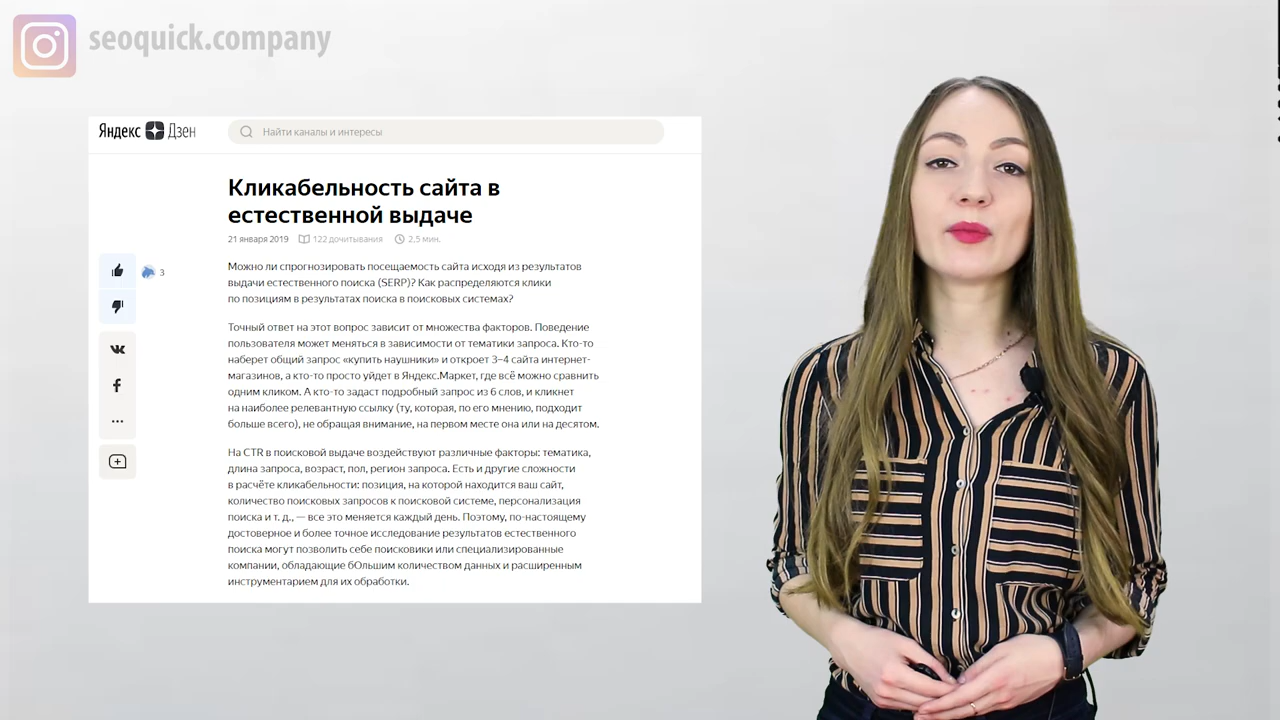 seoquick.company
Яндекс Дзен
Найти каналы и интересы
Кликабельность сайта в
естественной выдаче
21 января 2019 122 дочитывания 2,5 мин.
3
Можно ли спрогнозировать посещаемость сайта исходя из результатов
выдачи естественного поиска (SERP)? Как распределяются клики
по позициям в результатах поиска в поисковых системах?
Точный ответ на этот вопрос зависит от множества факторов. Поведение
пользователя может меняться в зависимости от тематики запроса. Кто-то
наберет общий запрос «купить наушники» и откроет 3–4 сайта интернет-
магазинов, а кто-то просто уйдет в Яндекс.Маркет, где всё можно сравнить
одним кликом. А кто-то задаст подробный запрос из 6 слов, и кликнет
на наиболее релевантную ссылку (ту, которая, по его мнению, подходит
больше всего), не обращая внимание, на первом месте она или на десятом.
На CTR в поисковой выдаче воздействуют различные факторы: тематика,
длина запроса, возраст, пол, регион запроса. Есть и другие сложности
в расчёте кликабельности: позиция, на которой находится ваш сайт,
количество поисковых запросов к поисковой системе, персонализация
поиска и т. д., — все это меняется каждый день. Поэтому, по-настоящему
достоверное и более точное исследование результатов естественного
поиска могут позволить себе поисковики или специализированные
компании, обладающие бОльшим количеством данных и расширенным
инструментарием для их обработки.